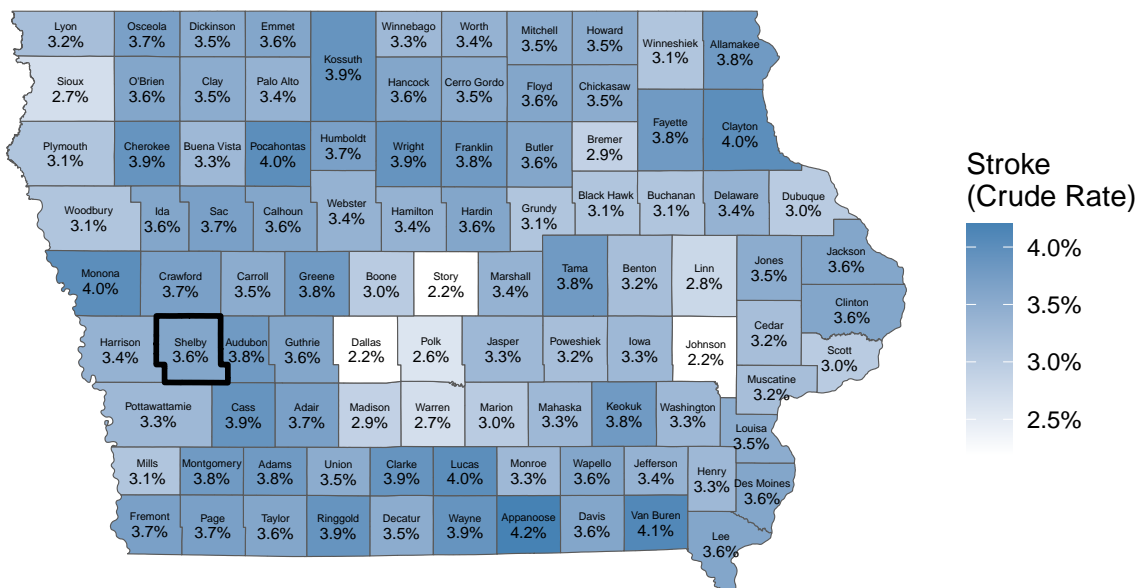 Lyon
3.2%
Osceola
3.7%
Dickinson
3.5%
Emmet
3.6%
Kossuth
3.9%
Winnebago
3.3%
Worth
3.4%
Mitchell
3.5%
Howard
3.5%
Winneshiek
3.1%
Allamakee
3.8%
Sioux
2.7%
O'Brien
3.6%
Clay
3.5%
Palo Alto
3.4%
Hancock
3.6%
Cerro Gordo
3.5%
Floyd
3.6%
Chickasaw
3.5%
Plymouth
3.1%
Cherokee
3.9%
Buena Vista
3.3%
Pocahontas
4.0%
Humboldt
3.7%
Wright
3.9%
Franklin
3.8%
Butler
3.6%
Bremer
2.9%
Fayette
3.8%
Clayton
4.0%
Woodbury
3.1%
Ida
3.6%
Sac
3.7%
Calhoun
3.6%
Webster
3.4%
Hamilton
3.4%
Hardin
3.6%
Grundy
3.1%
Black Hawk
3.1%
Buchanan
3.1%
Delaware
3.4%
Dubuque
3.0%
Monona
4.0%
Crawford
3.7%
Carroll
3.5%
Greene
3.8%
Boone
3.0%
Story
2.2%
Marshall
3.4%
Tama
3.8%
Benton
3.2%
Linn
2.8%
Jones
3.5%
Jackson
3.6%
Clinton
3.6%
Harrison
3.4%
Shelby
3.6%
Audubon
3.8%
Guthrie
3.6%
Dallas
2.2%
Polk
2.6%
Jasper
3.3%
Poweshiek
3.2%
Iowa
3.3%
Johnson
2.2%
Cedar
3.2%
Scott
3.0%
Muscatine
3.2%
Pottawattamie
3.3%
Cass
3.9%
Adair
3.7%
Madison
2.9%
Warren
2.7%
Marion
3.0%
Mahaska
3.3%
Keokuk
3.8%
Washington
3.3%
Louisa
3.5%
Mills
3.1%
Montgomery
3.8%
Adams
3.8%
Union
3.5%
Clarke
3.9%
Lucas
4.0%
Monroe
3.3%
Wapello
3.6%
Jefferson
3.4%
Henry
3.3%
Des Moines
3.6%
Fremont
3.7%
Page
3.7%
Taylor
3.6%
Ringgold
3.9%
Decatur
3.5%
Wayne
3.9%
Appanoose
4.2%
Davis
3.6%
Van Buren
4.1%
Lee
3.6%
Stroke
(Crude Rate)
4.0%
3.5%
3.0%
2.5%